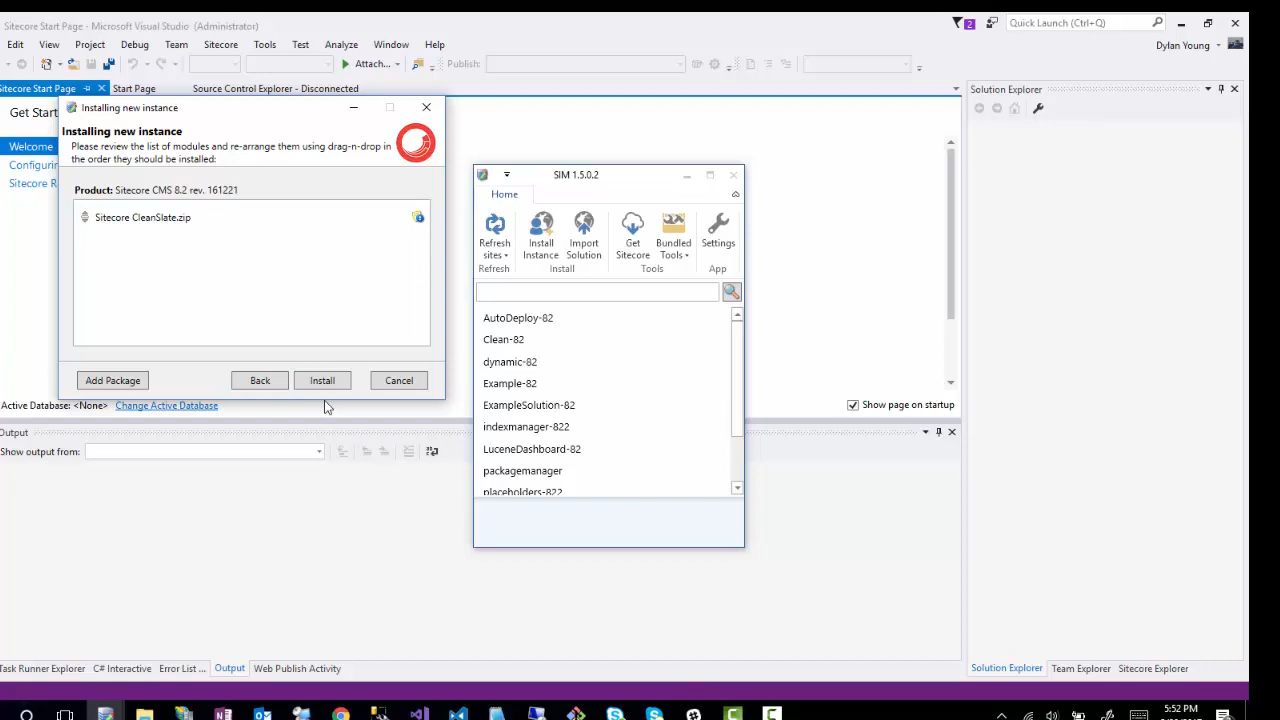 Sitecore Start Page - Microsoft Visual Studio (Administrator)
2
Quick Launch (Ctrl+Q)
Edit View Project Debug Team Sitecore Tools Test Analyze Window Help
Dylan Young
Attach...
Publish:
Sitecore Start Page
Start Page
Source Control Explorer - Disconnected
Solution Explorer
Get Start
Welcome
Configurin
Sitecore R
Installing new instance
Installing new instance
Please review the list of modules and re-arrange them using drag-n-drop in
the order they should be installed:
Product: Sitecore CMS 8.2 rev. 161221
Sitecore CleanSlate.zip
Add Package
Back
Install
Cancel
SIM 1.5.0.2
Home
Refresh sites
Install Instance
Import Solution
Get Sitecore
Bundled Tools
Settings
Refresh
Install
Tools
App
AutoDeploy-82
Clean-82
dynamic-82
Example-82
ExampleSolution-82
indexmanager-822
LuceneDashboard-82
packagemanager
placeholders-822
Active Database: <None> Change Active Database
Show page on startup
Output
Show output from:
Task Runner Explorer C# Interactive Error List ... Output Web Publish Activity
Solution Explorer Team Explorer Sitecore Explorer
5:52 PM